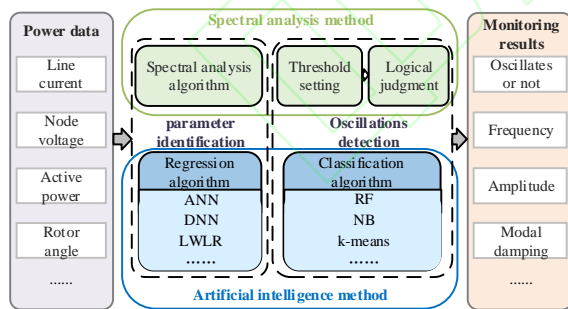 Power data
Line
current
Node
voltage
Active
power
Rotor
angle
......
Spectral analysis method
Spectral analysis
algorithm
Threshold
setting
Logical
judgment
parameter
identification
Oscillations
detection
Regression
algorithm
ANN
DNN
LWLR
......
Classification
algorithm
RF
NB
k-means
......
Artificial intelligence method
Monitoring
results
Oscillates
or not
Frequency
Amplitude
Modal
damping
......